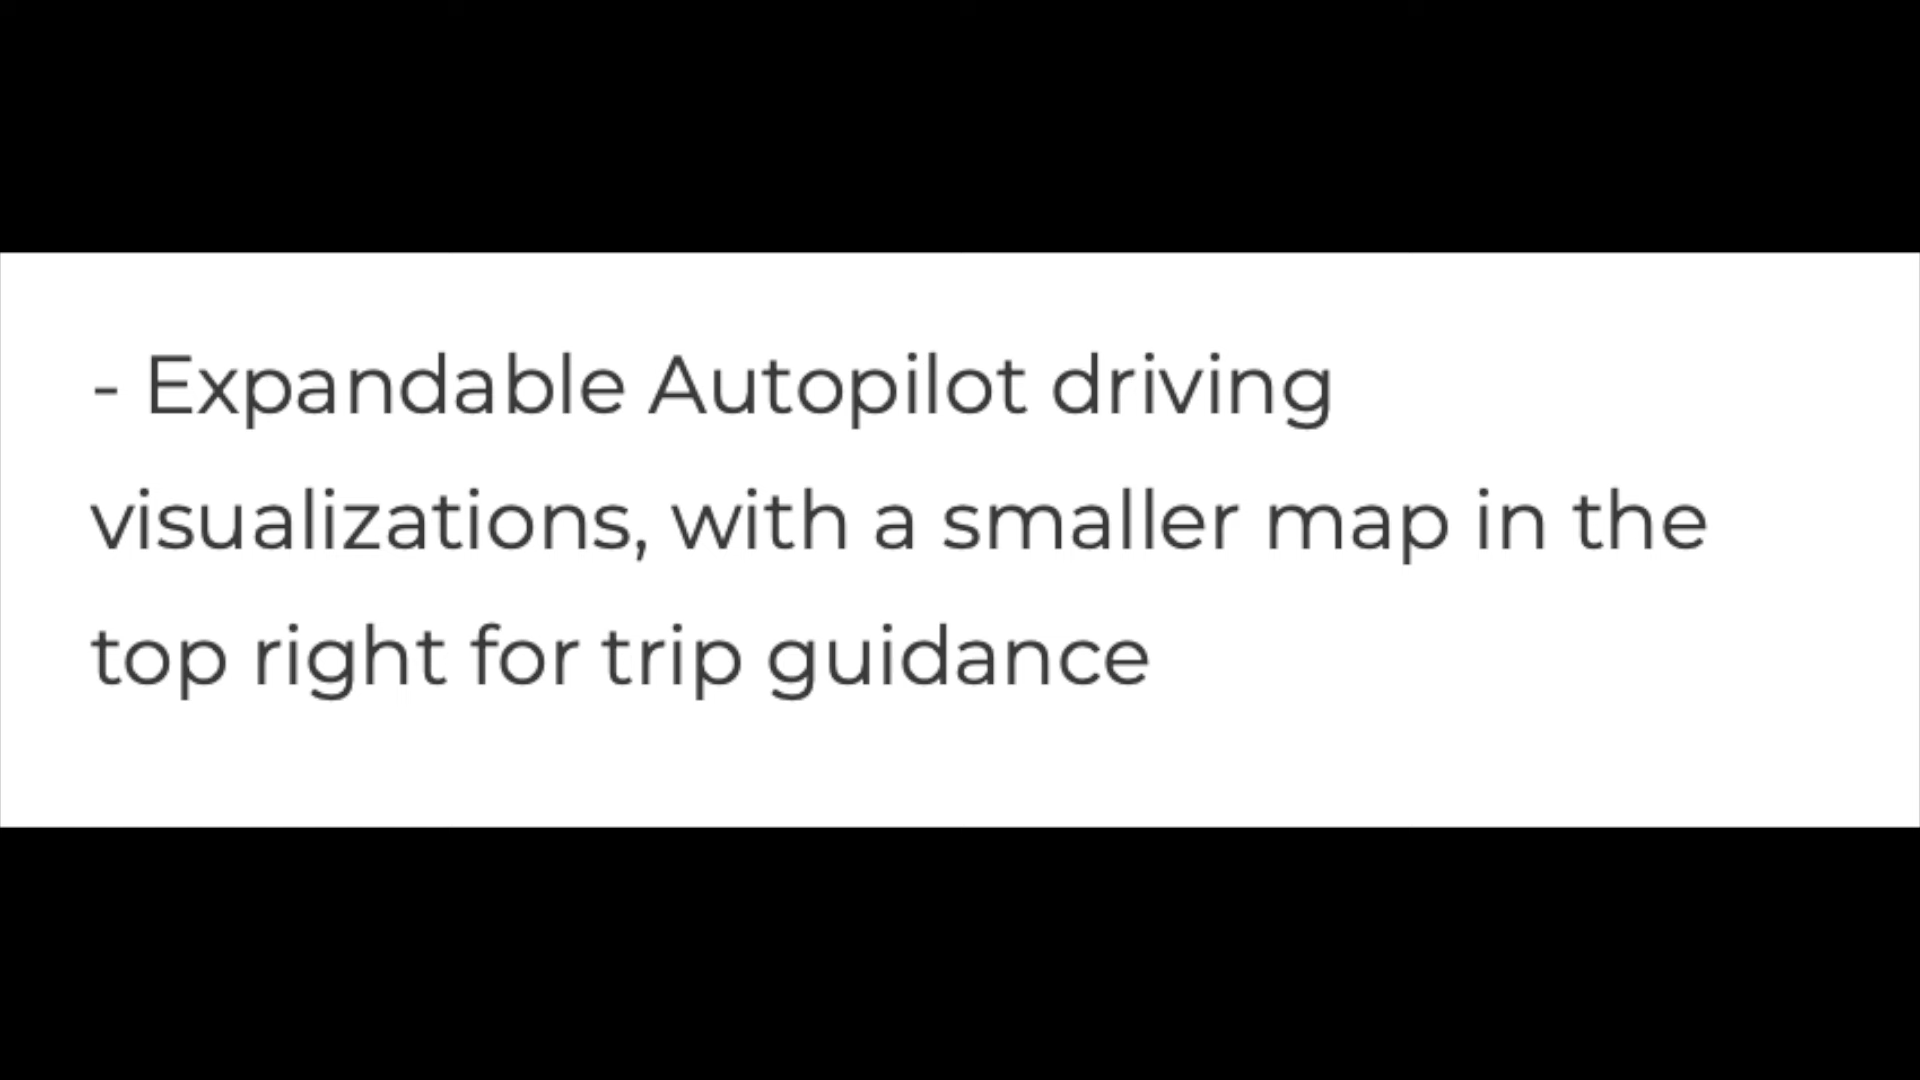 - Expandable Autopilot driving
visualizations, with a smaller map in the
top right for trip guidance